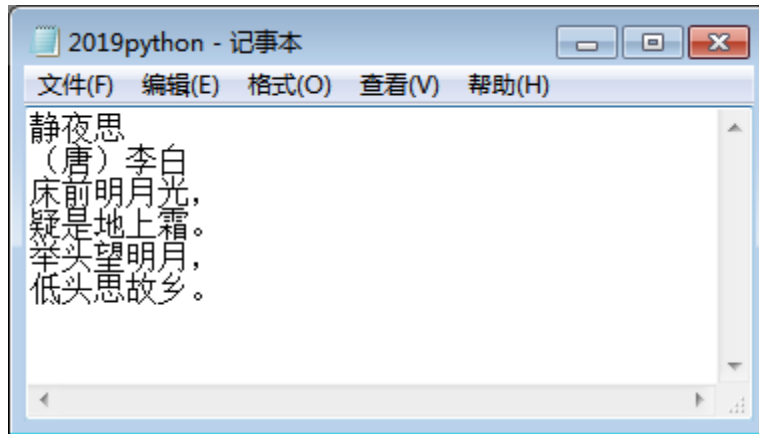 2019python - 记事本
文件(F) 编辑(E) 格式(O) 查看(V) 帮助(H)
静夜思
（唐）李白
床前明月光，
疑是地上霜。
举头望明月，
低头思故乡。